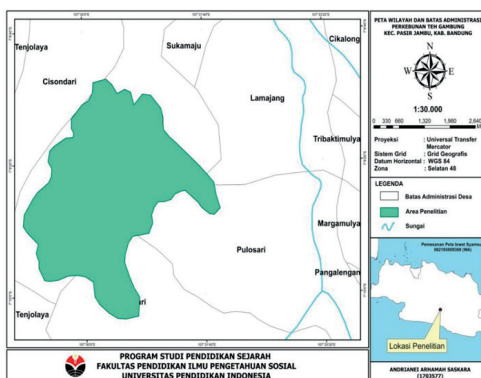 PETA WILAYAH DAN BATAS ADMINISTRASI
PERKEBUNAN TEH GAMBUNG
KEC. PASIR JAMBU, KAB. BANDUNG
N
W E
S
1:30.000
0 330 660 1,320 1,980 2,640
Proyeksi : Universal Transfer
Mercator
Sistem Grid : Grid Geografis
Datum Horizontal : WGS 84
Zona : Selatan 48
LEGENDA
Batas Administrasi Desa
Area Penelitian
Sungai
Lokasi Penelitian
ANDRIANEI ARHAMAH SASKARA
(1703577)
Tenjolaya
Sukamaju
Cikalong
Cisondari
Lamajang
Tribaktimulya
Margamulya
Pulosari
Pangalengan
Tenjolaya
PROGRAM STUDI PENDIDIKAN SEJARAH
FAKULTAS PENDIDIKAN ILMU PENGETAHUAN SOSIAL
UNIVERSITAS PENDIDIKAN INDONESIA